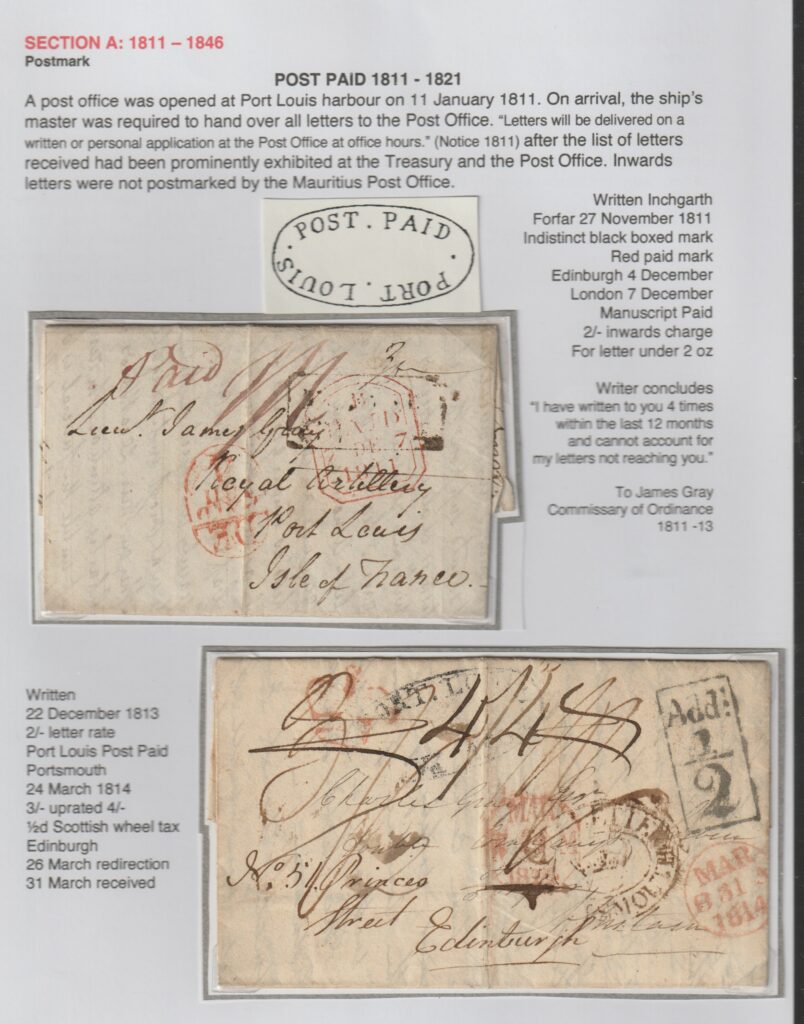 SECTION A: 1811 – 1846
Postmark
POST PAID 1811 - 1821
A post office was opened at Port Louis harbour on 11 January 1811. On arrival, the ship's
master was required to hand over all letters to the Post Office. "Letters will be delivered on a
written or personal application at the Post Office at office hours." (Notice 1811) after the list of letters
received had been prominently exhibited at the Treasury and the Post Office. Inwards
letters were not postmarked by the Mauritius Post Office.
POST . PAID .
PORT . LOUIS .
Written Inchgarth
Forfar 27 November 1811
Indistinct black boxed mark
Red paid mark
Edinburgh 4 December
London 7 December
Manuscript Paid
2/- inwards charge
For letter under 2 oz
Writer concludes
"I have written to you 4 times
within the last 12 months
and cannot account for
my letters not reaching you."
To James Gray
Commissary of Ordinance
1811 -13
Paid
Lieut. James Gray
Royal Artillery
Port Louis
Isle of France.
DE 7
1811
Written
22 December 1813
2/- letter rate
Port Louis Post Paid
Portsmouth
24 March 1814
3/- uprated 4/-
½d Scottish wheel tax
Edinburgh
26 March redirection
31 March received
PORT. LOUIS
Add:
1/2
Charles Gray
No. 51 Princes
Street
Edinburgh
MAR
B 31 A
1814